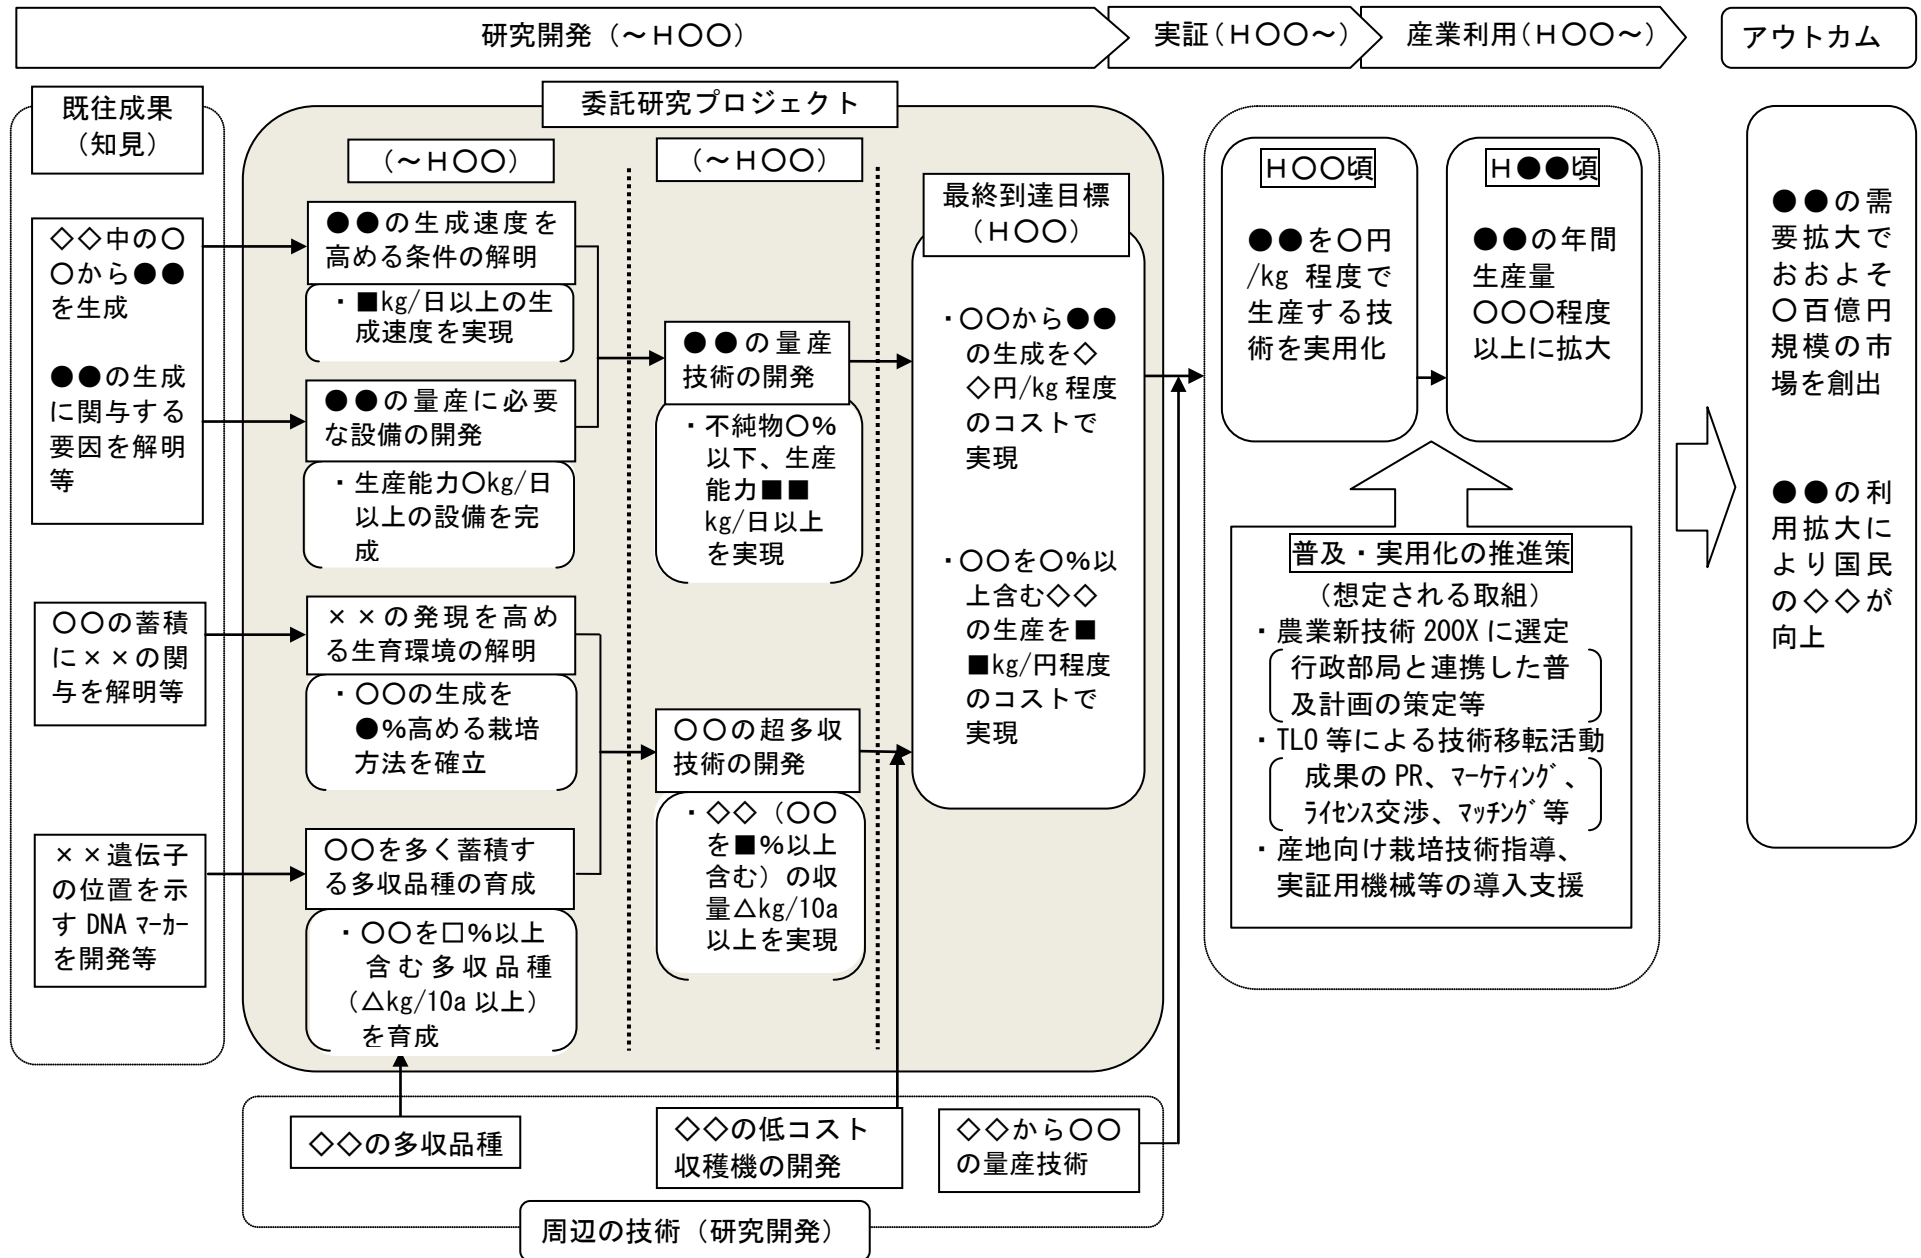 研究開発(～H〇〇)
実証(H〇〇～)
産業利用(H〇〇～)
アウトカム
既往成果
(知見)
◇◇中の〇
〇から●●
を生成
●●の生成
に関与する
要因を解明
等
〇〇の蓄積
に××の関
与を解明等
××遺伝子
の位置を示
す DNA ﾏｰｶｰ
を開発等
委託研究プロジェクト
(～H〇〇)
●●の生成速度を
高める条件の解明
・■kg/日以上の生
成速度を実現
●●の量産に必要
な設備の開発
・生産能力〇kg/日
以上の設備を完
成
××の発現を高め
る生育環境の解明
・〇〇の生成を
●%高める栽培
方法を確立
〇〇を多く蓄積す
る多収品種の育成
・〇〇を□%以上
含む多収品種
(△kg/10a 以上)
を育成
(～H〇〇)
●●の量産
技術の開発
・不純物〇%
以下、生産
能力■■
kg/日以上
を実現
〇〇の超多収
技術の開発
・◇◇(〇〇
を■%以上
含む)の収
量△kg/10a
以上を実現
最終到達目標
(H〇〇)
・〇〇から●●
の生成を◇
◇円/kg 程度
のコストで
実現
・〇〇を〇%以
上含む◇◇
の生産を■
■kg/円程度
のコストで
実現
H〇〇頃
●●を〇円
/kg 程度で
生産する技
術を実用化
H●●頃
●●の年間
生産量
〇〇〇程度
以上に拡大
普及・実用化の推進策
(想定される取組)
・農業新技術 200X に選定
行政部局と連携した普
及計画の策定等
・TLO 等による技術移転活動
成果の PR、ﾏｰｹﾃｨﾝｸﾞ、
ﾗｲｾﾝｽ交渉、ﾏｯﾁﾝｸﾞ等
・産地向け栽培技術指導、
実証用機械等の導入支援
●●の需
要拡大で
おおよそ
〇百億円
規模の市
場を創出
●●の利
用拡大に
より国民
の◇◇が
向上
◇◇の多収品種
◇◇の低コスト
収穫機の開発
◇◇から〇〇
の量産技術
周辺の技術(研究開発)